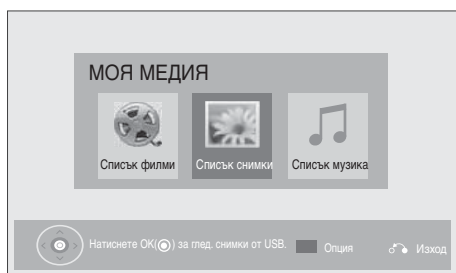 МОЯ МЕДИЯ
Списък филми Списък снимки Списък музика
Натиснете OK(◉) за глед. снимки от USB. Опция Изход